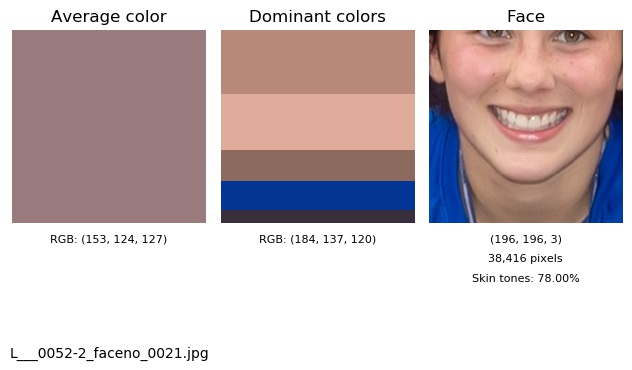 Average color
Dominant colors
Face
RGB: (153, 124, 127)
RGB: (184, 137, 120)
(196, 196, 3)
38,416 pixels
Skin tones: 78.00%
L___0052-2_faceno_0021.jpg